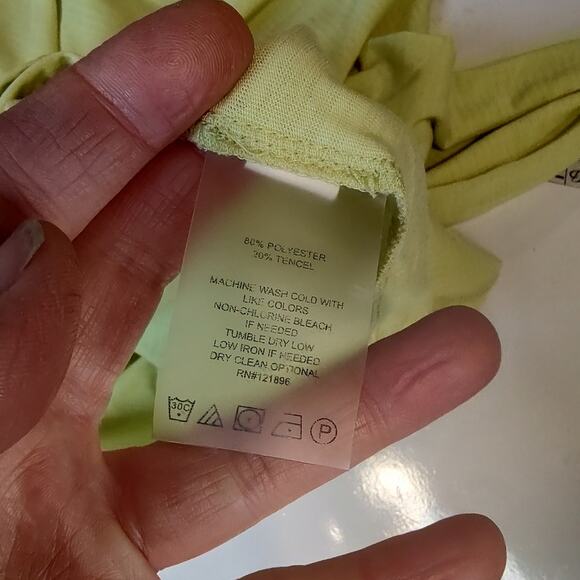 80% POLYESTER
20% TENCEL
MACHINE WASH COLD WITH
LIKE COLORS
NON-CHLORINE BLEACH
IF NEEDED
TUMBLE DRY LOW
LOW IRON IF NEEDED
DRY CLEAN OPTIONAL
RN#121896
30C P